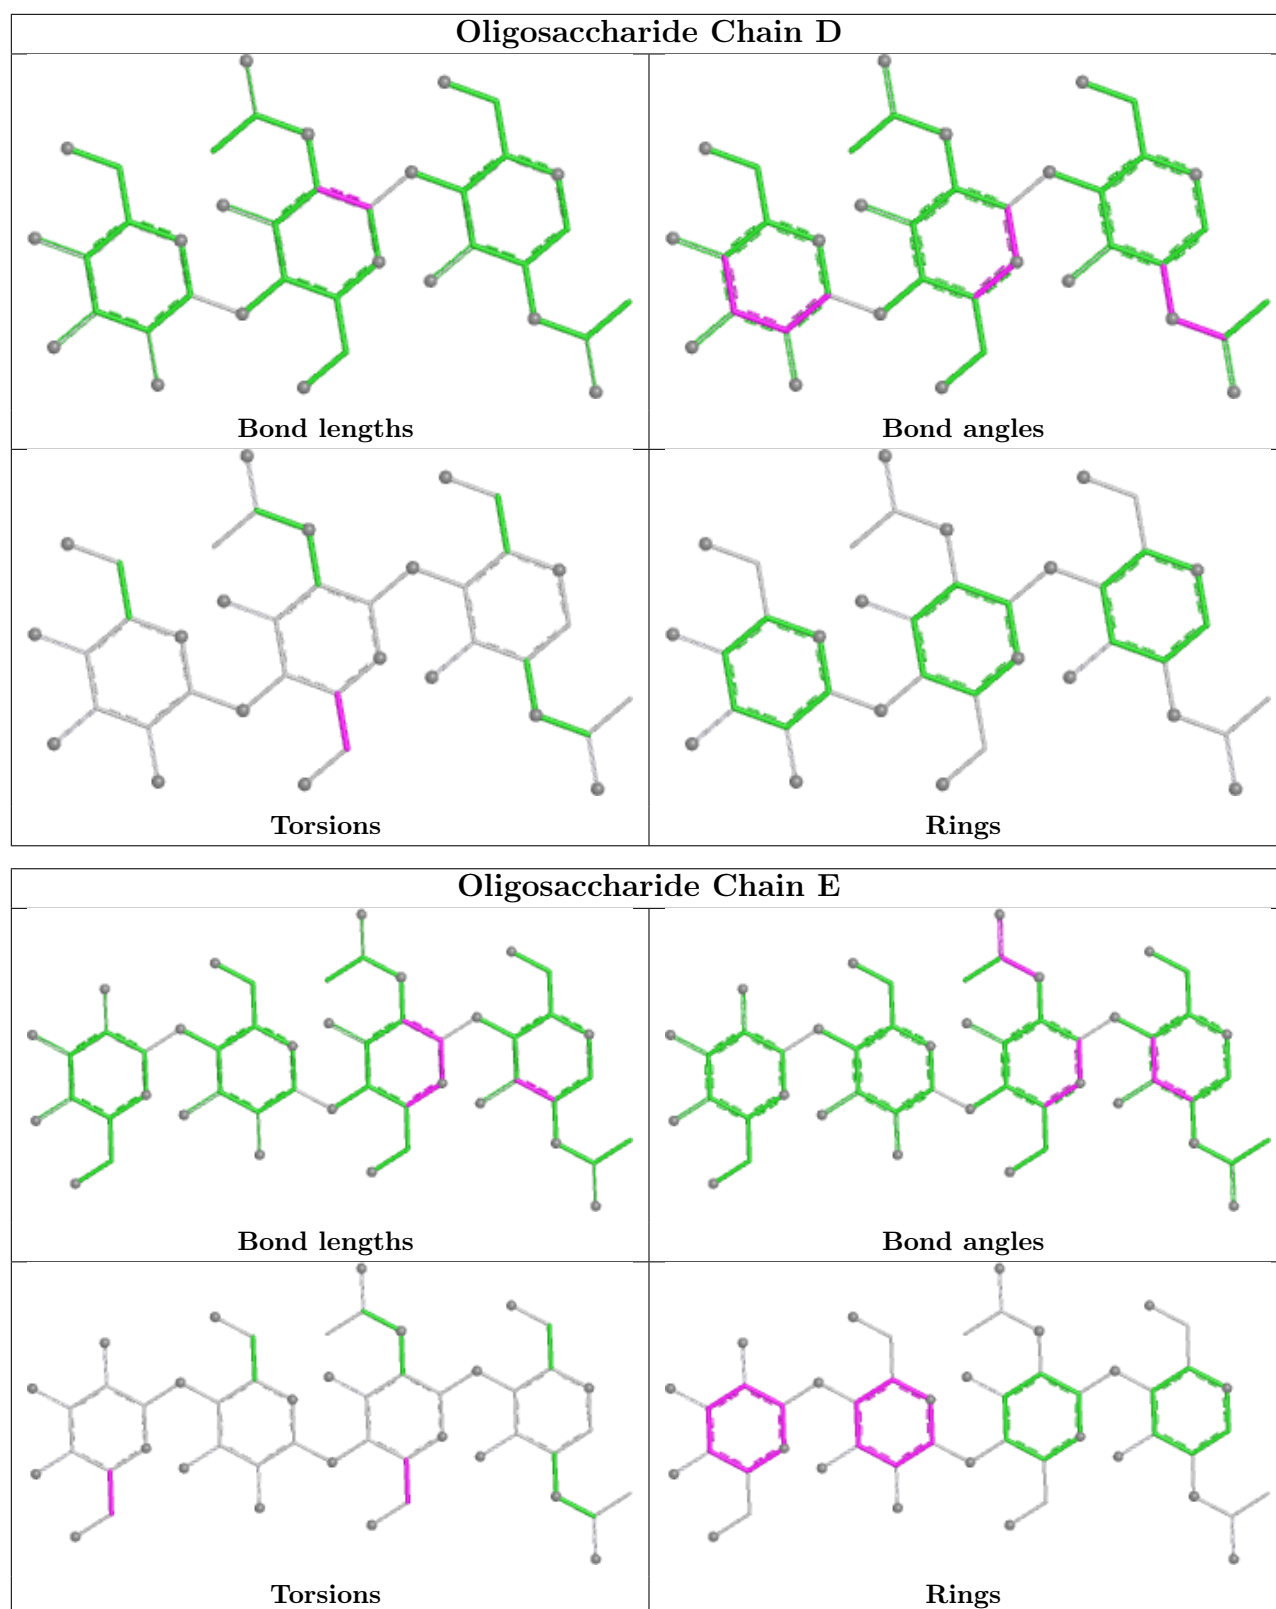 Oligosaccharide Chain D
Bond lengths
Bond angles
Torsions
Rings
Oligosaccharide Chain E
Bond lengths
Bond angles
Torsions
Rings